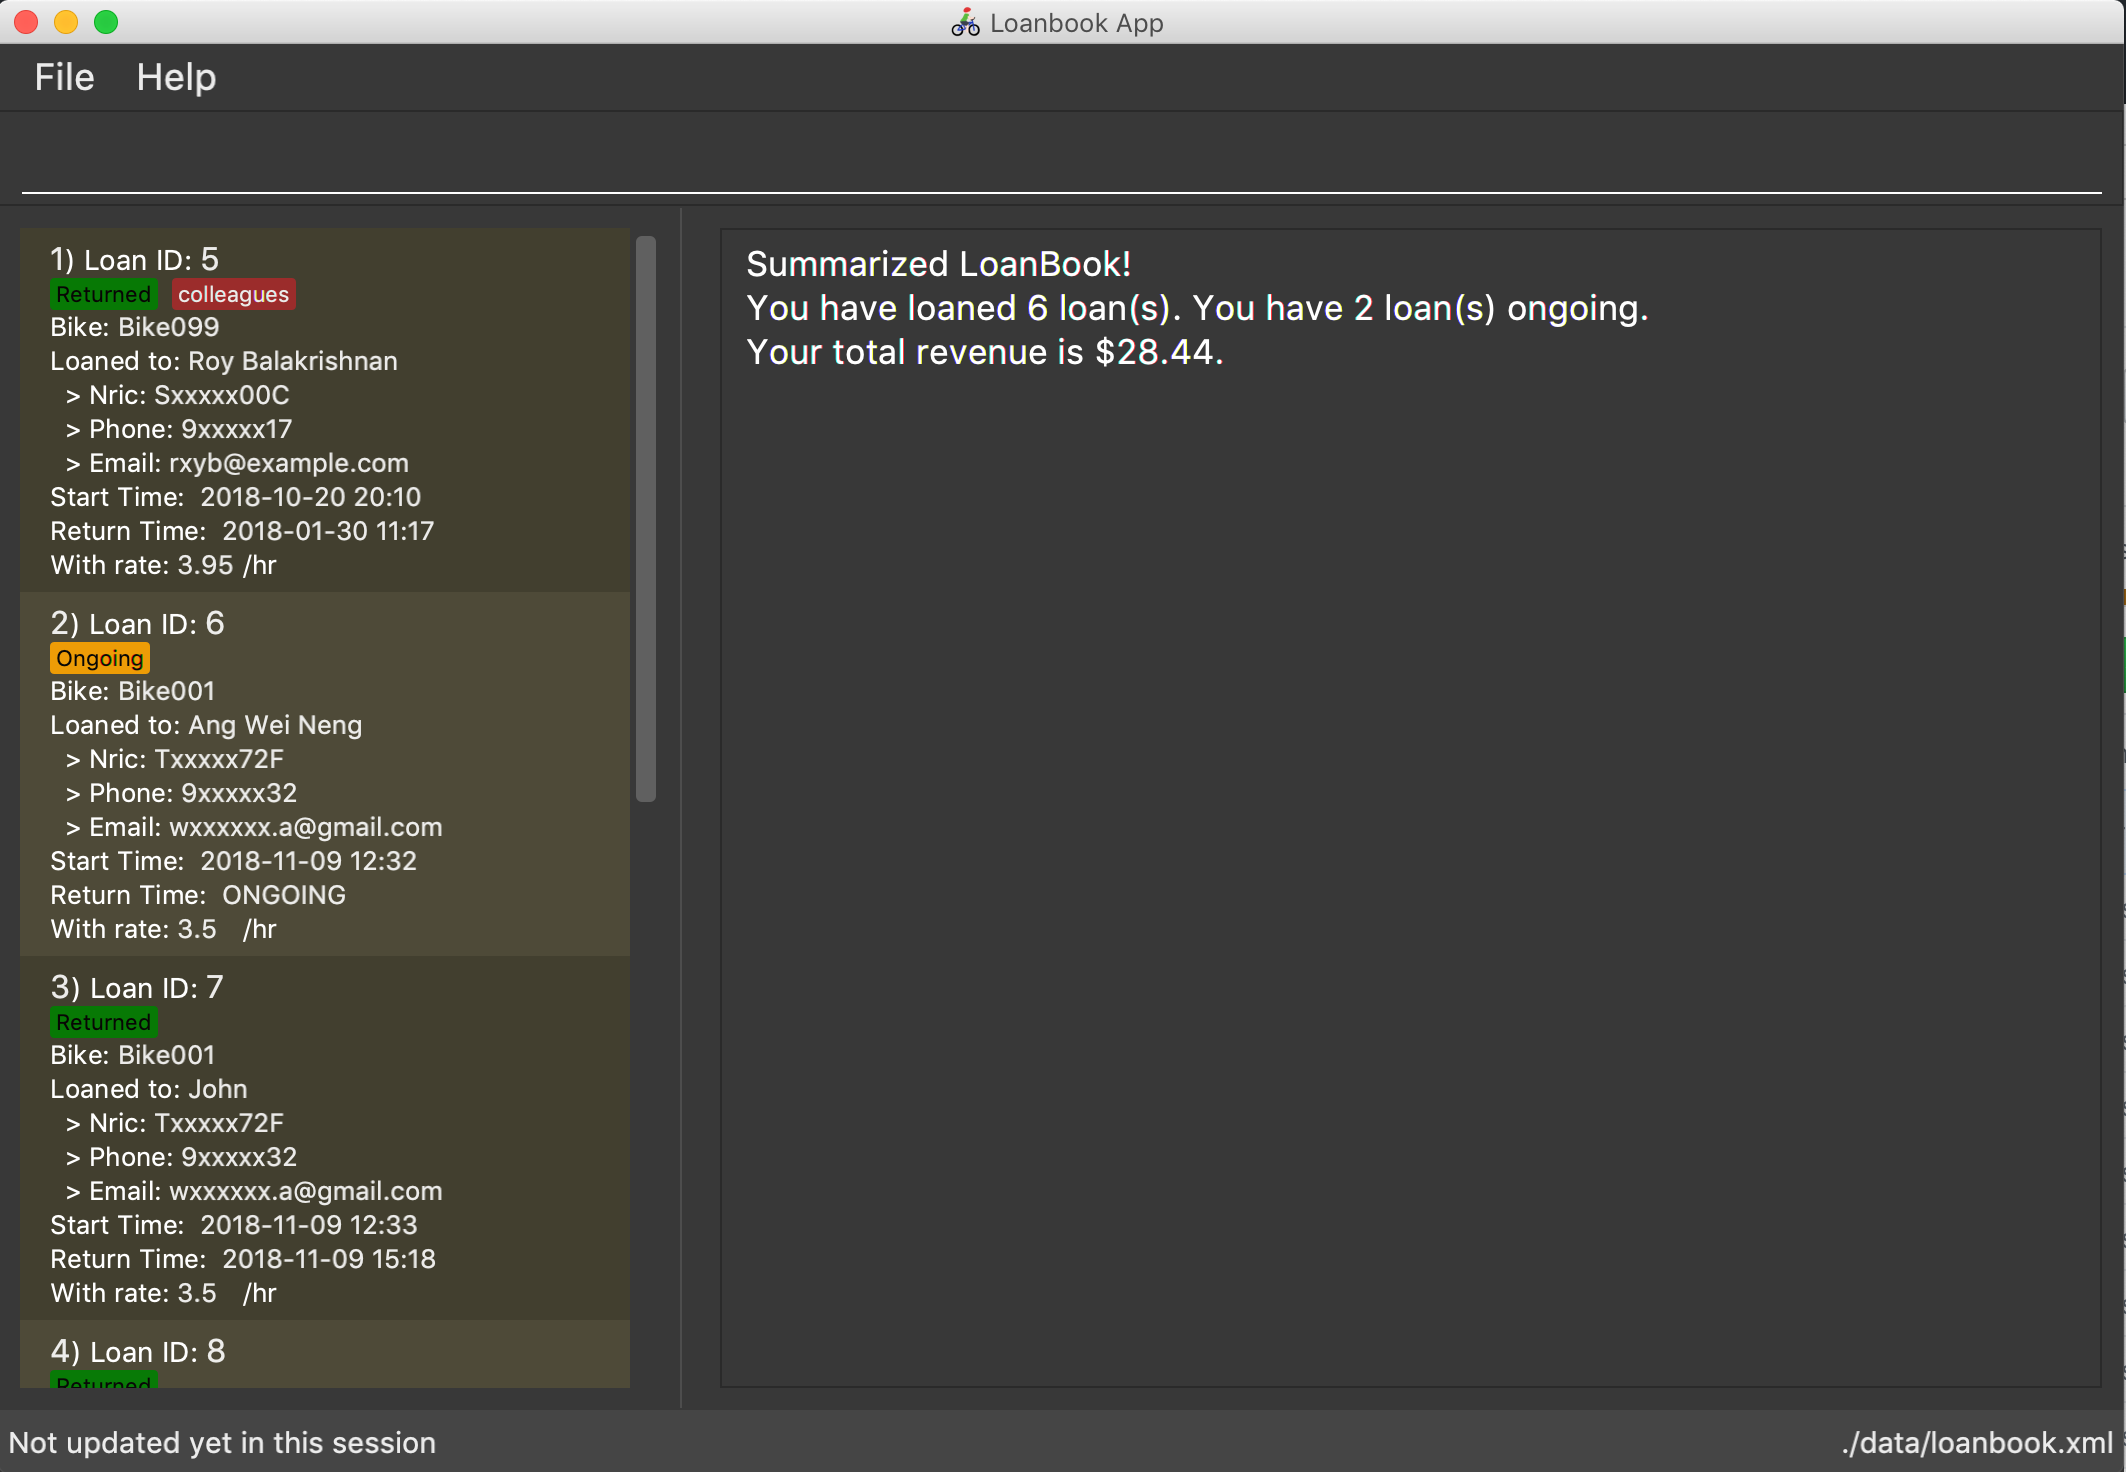 Loanbook App
File Help
1) Loan ID: 5
Returned colleagues
Bike: Bike099
Loaned to: Roy Balakrishnan
> Nric: Sxxxxx00C
> Phone: 9xxxxx17
> Email: rxyb@example.com
Start Time: 2018-10-20 20:10
Return Time: 2018-01-30 11:17
With rate: 3.95 /hr
2) Loan ID: 6
Ongoing
Bike: Bike001
Loaned to: Ang Wei Neng
> Nric: Txxxxx72F
> Phone: 9xxxxx32
> Email: wxxxxxx.a@gmail.com
Start Time: 2018-11-09 12:32
Return Time: ONGOING
With rate: 3.5 /hr
3) Loan ID: 7
Returned
Bike: Bike001
Loaned to: John
> Nric: Txxxxx72F
> Phone: 9xxxxx32
> Email: wxxxxxx.a@gmail.com
Start Time: 2018-11-09 12:33
Return Time: 2018-11-09 15:18
With rate: 3.5 /hr
4) Loan ID: 8
Returned
Summarized LoanBook!
You have loaned 6 loan(s). You have 2 loan(s) ongoing.
Your total revenue is $28.44.
Not updated yet in this session
./data/loanbook.xml